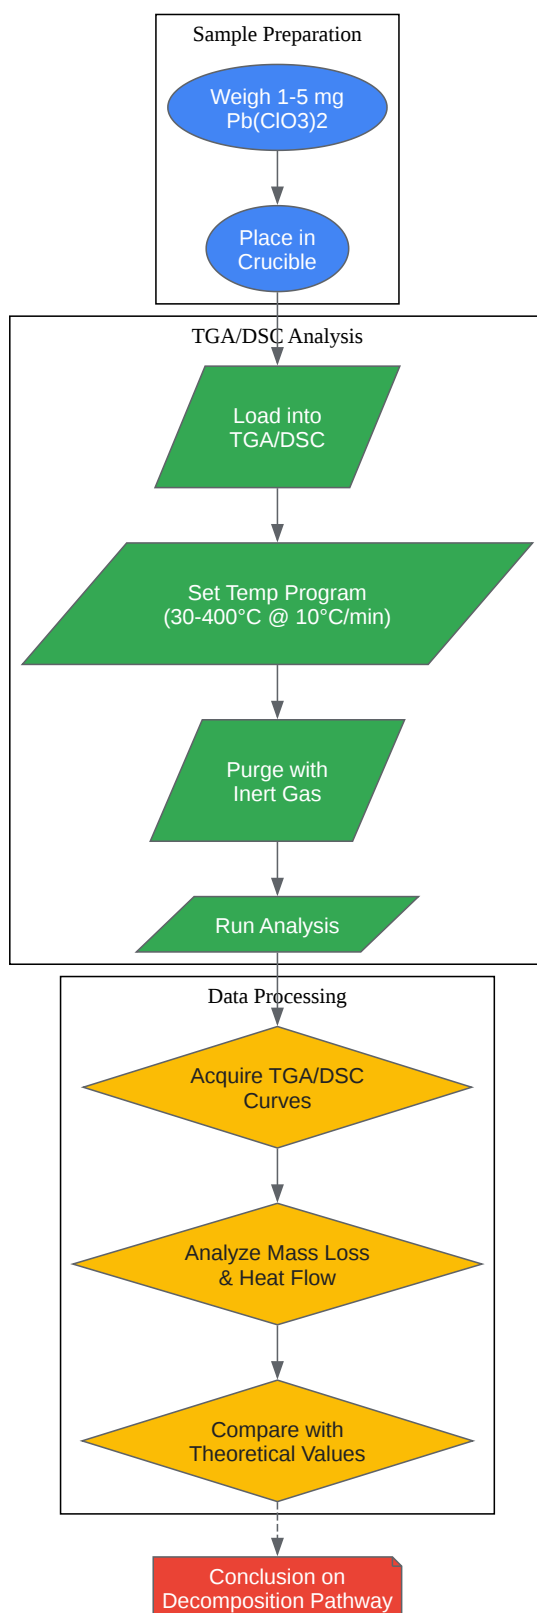 Sample Preparation
Weigh 1-5 mg
Pb(ClO3)2
Place in
Crucible
TGA/DSC Analysis
Load into
TGA/DSC
Set Temp Program
(30-400°C @ 10°C/min)
Purge with
Inert Gas
Run Analysis
Data Processing
Acquire TGA/DSC
Curves
Analyze Mass Loss
& Heat Flow
Compare with
Theoretical Values
Conclusion on
Decomposition Pathway